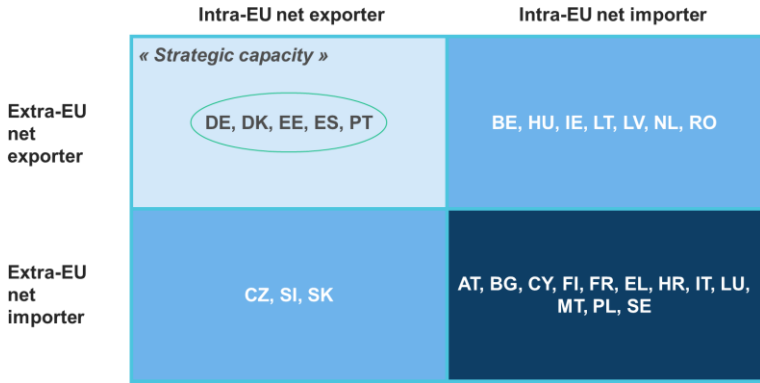 Intra-EU net exporter
Intra-EU net importer
Extra-EU
net
exporter
« Strategic capacity »
DE, DK, EE, ES, PT
BE, HU, IE, LT, LV, NL, RO
Extra-EU
net
importer
CZ, SI, SK
AT, BG, CY, FI, FR, EL, HR, IT, LU,
MT, PL, SE